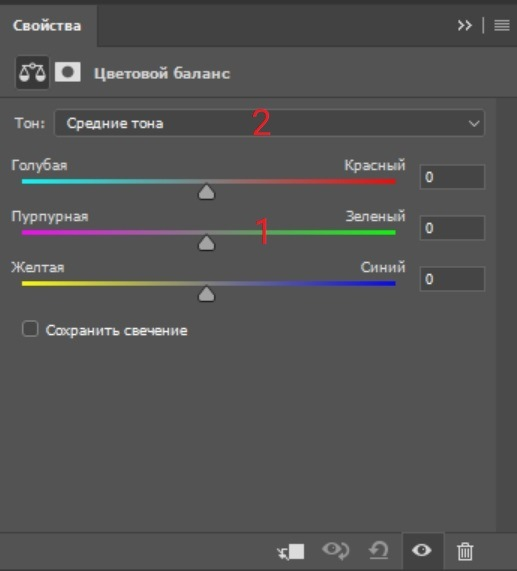 Свойства
Цветовой баланс
Тон: Средние тона 2
Голубая Красный 0
Пурпурная Зеленый 1 0
Желтая Синий 0
Сохранить свечение